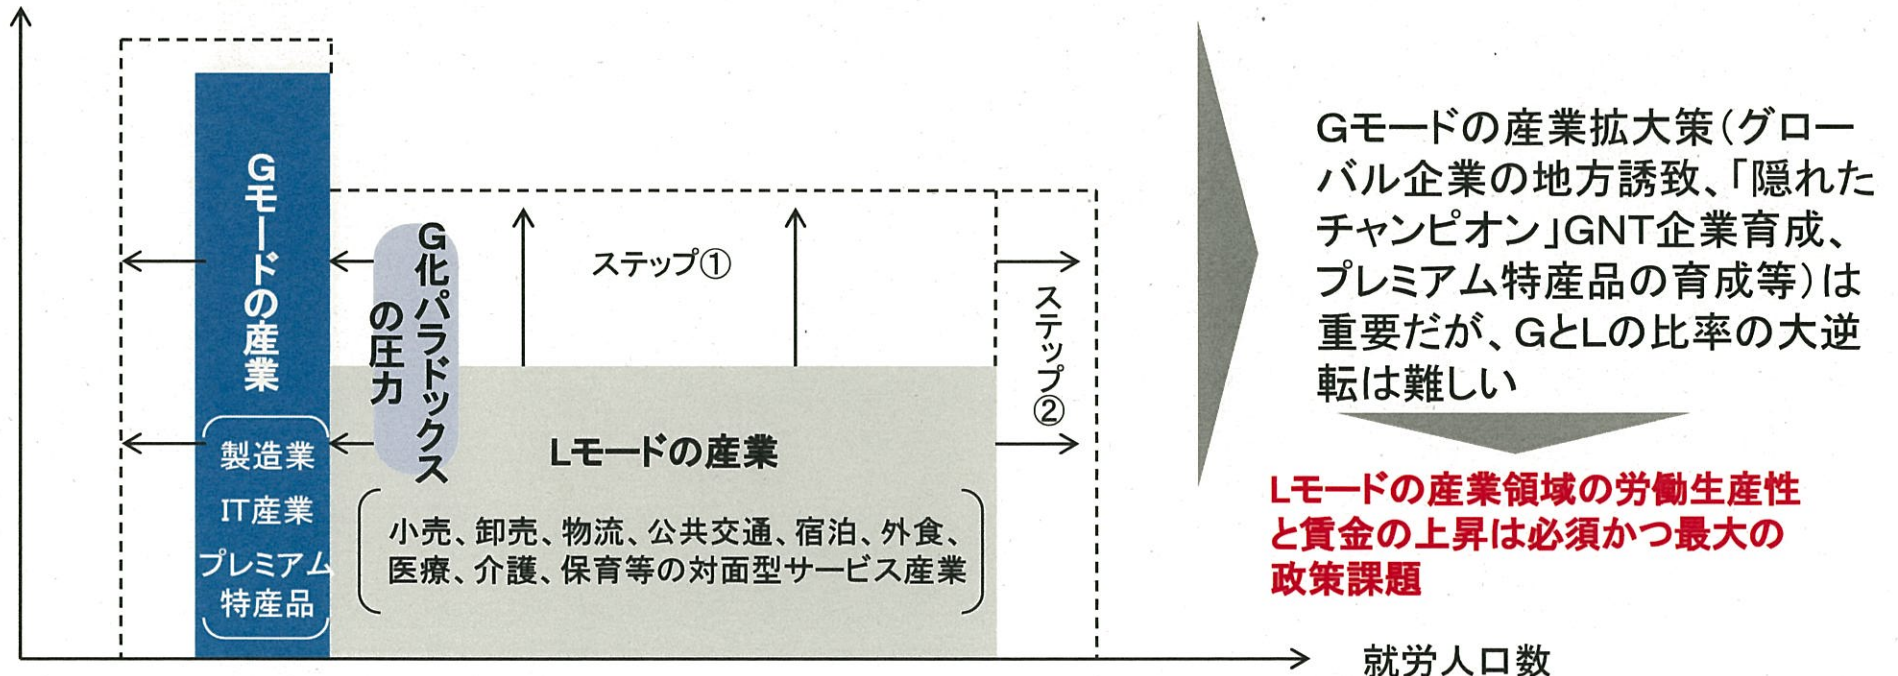 Gモードの産業
製造業
IT産業
プレミアム
特産品
G化パラドックス
の圧力
ステップ①
ステップ②
Lモードの産業
小売、卸売、物流、公共交通、宿泊、外食、
医療、介護、保育等の対面型サービス産業
就労人口数
Gモードの産業拡大策(グロー
バル企業の地方誘致、「隠れた
チャンピオン」GNT企業育成、
プレミアム特産品の育成等)は
重要だが、GとLの比率の大逆
転は難しい
Lモードの産業領域の労働生産性
と賃金の上昇は必須かつ最大の
政策課題